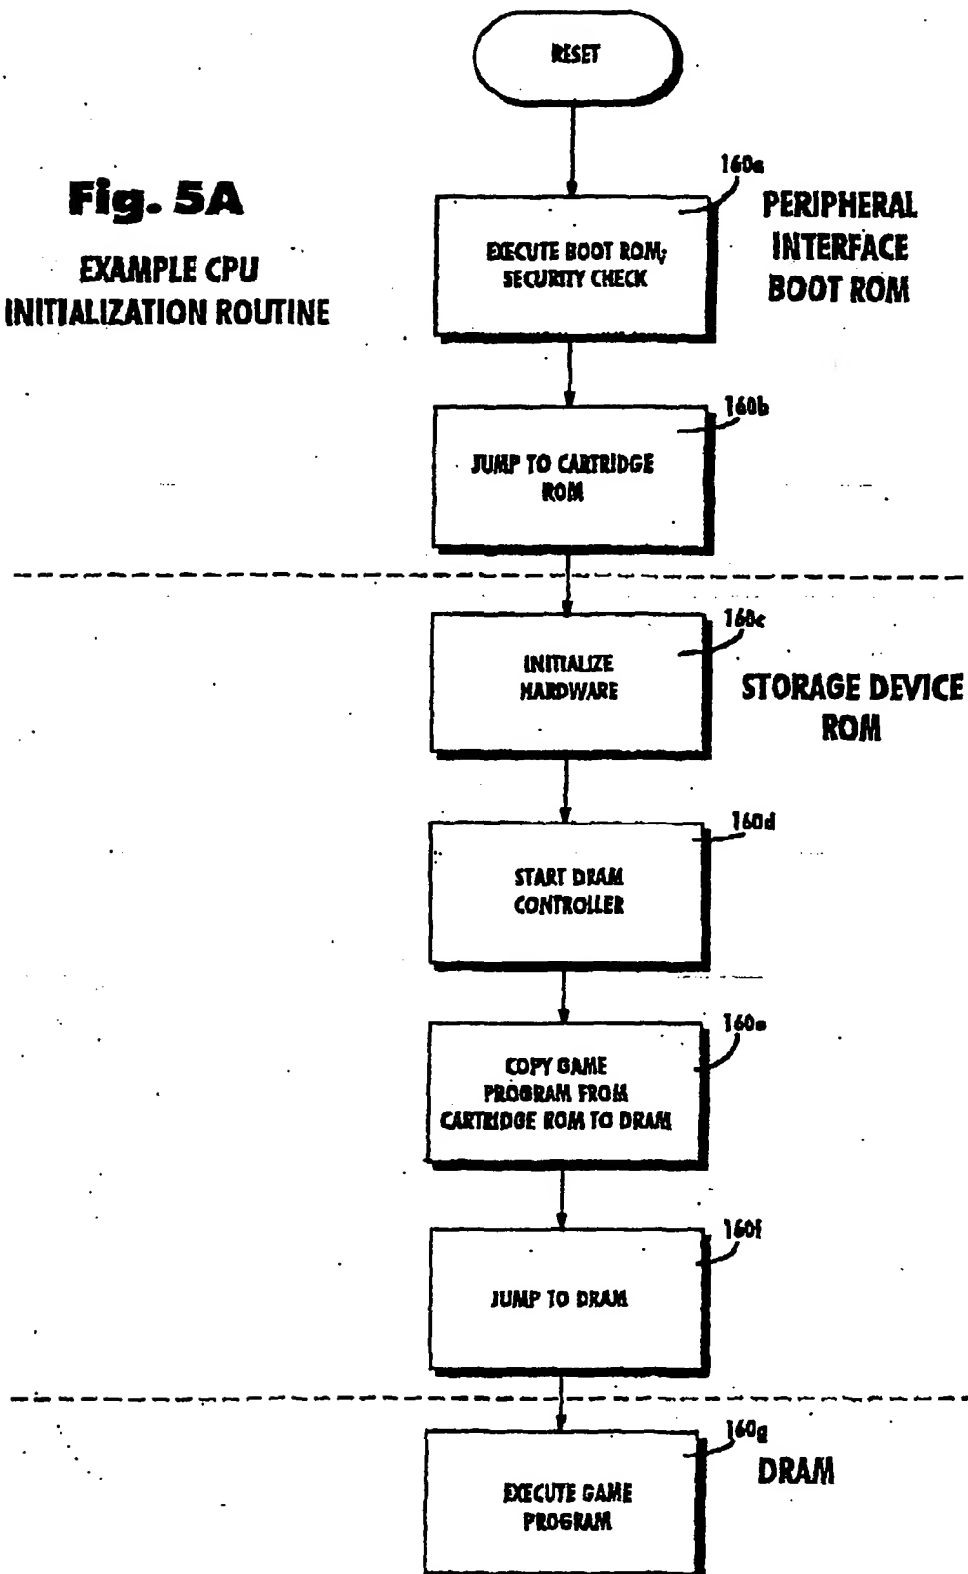 RESET
Fig. 5A
EXAMPLE CPU
INITIALIZATION ROUTINE
160a
PERIPHERAL
INTERFACE
BOOT ROM
EXECUTE BOOT ROM;
SECURITY CHECK
160b
JUMP TO CARTRIDGE
ROM
160c
INITIALIZE
HARDWARE
STORAGE DEVICE
ROM
160d
START DRAM
CONTROLLER
160e
COPY GAME
PROGRAM FROM
CARTRIDGE ROM TO DRAM
160f
JUMP TO DRAM
160g
DRAM
EXECUTE GAME
PROGRAM